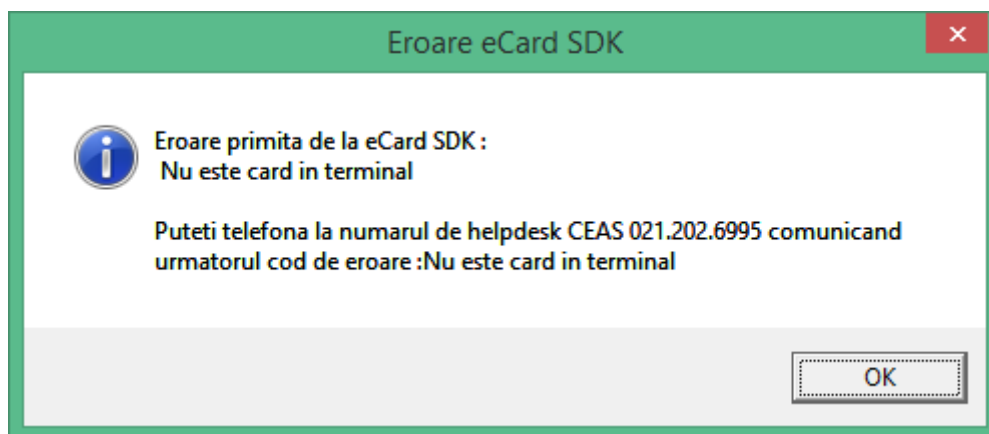 Eroare eCard SDK
Eroare primita de la eCard SDK :
Nu este card in terminal
Puteti telefona la numarul de helpdesk CEAS 021.202.6995 comunicand
urmatorul cod de eroare :Nu este card in terminal
OK